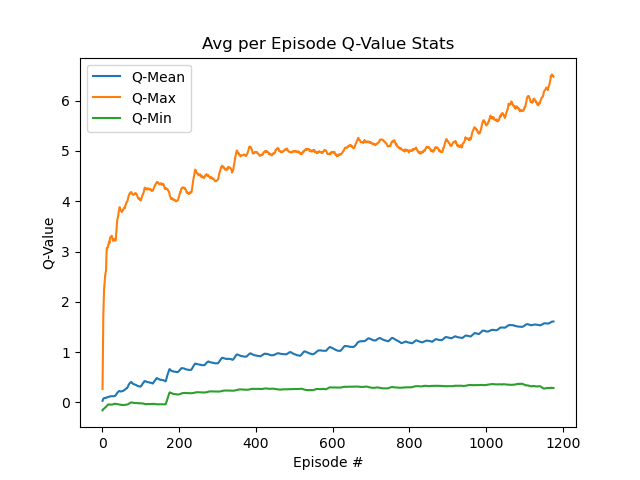 Avg per Episode Q-Value Stats
Q-Mean
Q-Max
Q-Min
Q-Value
6
5
4
3
2
1
0
0 200 400 600 800 1000 1200
Episode #